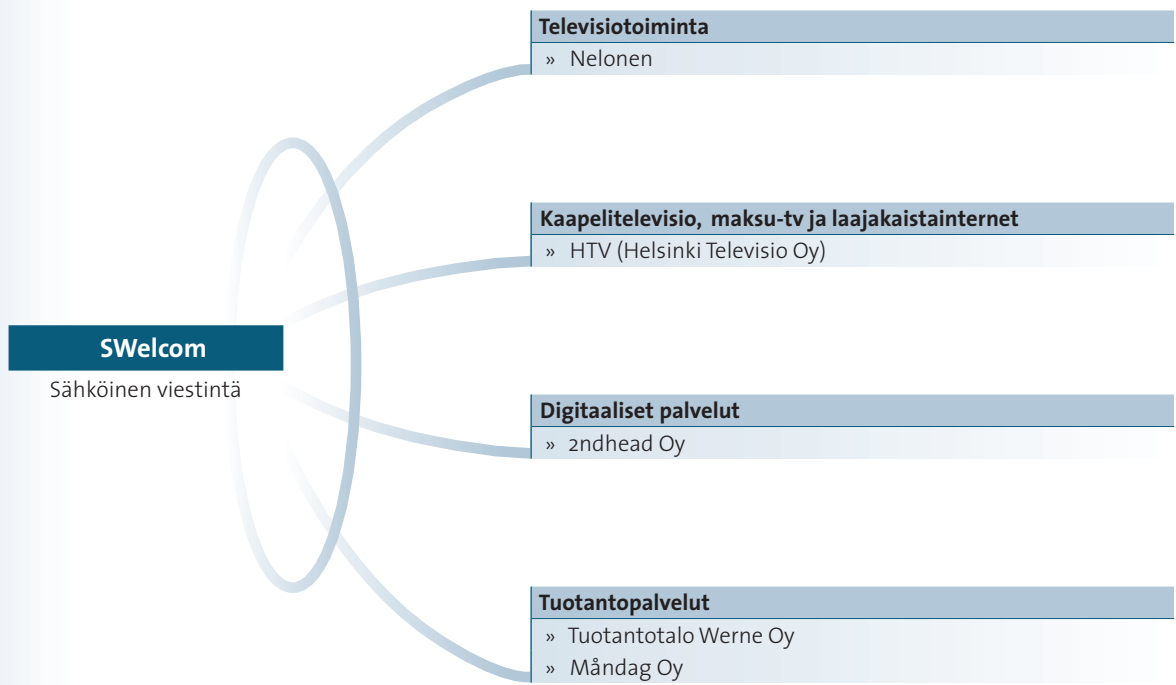 Televisiotoiminta
» Nelonen
Kaapelitelevisio, maksu-tv ja laajakaistainternet
» HTV (Helsinki Televisio Oy)
SWelcom
Sähköinen viestintä
Digitaaliset palvelut
» 2ndhead Oy
Tuotantopalvelut
» Tuotantotalo Werne Oy
» Måndag Oy